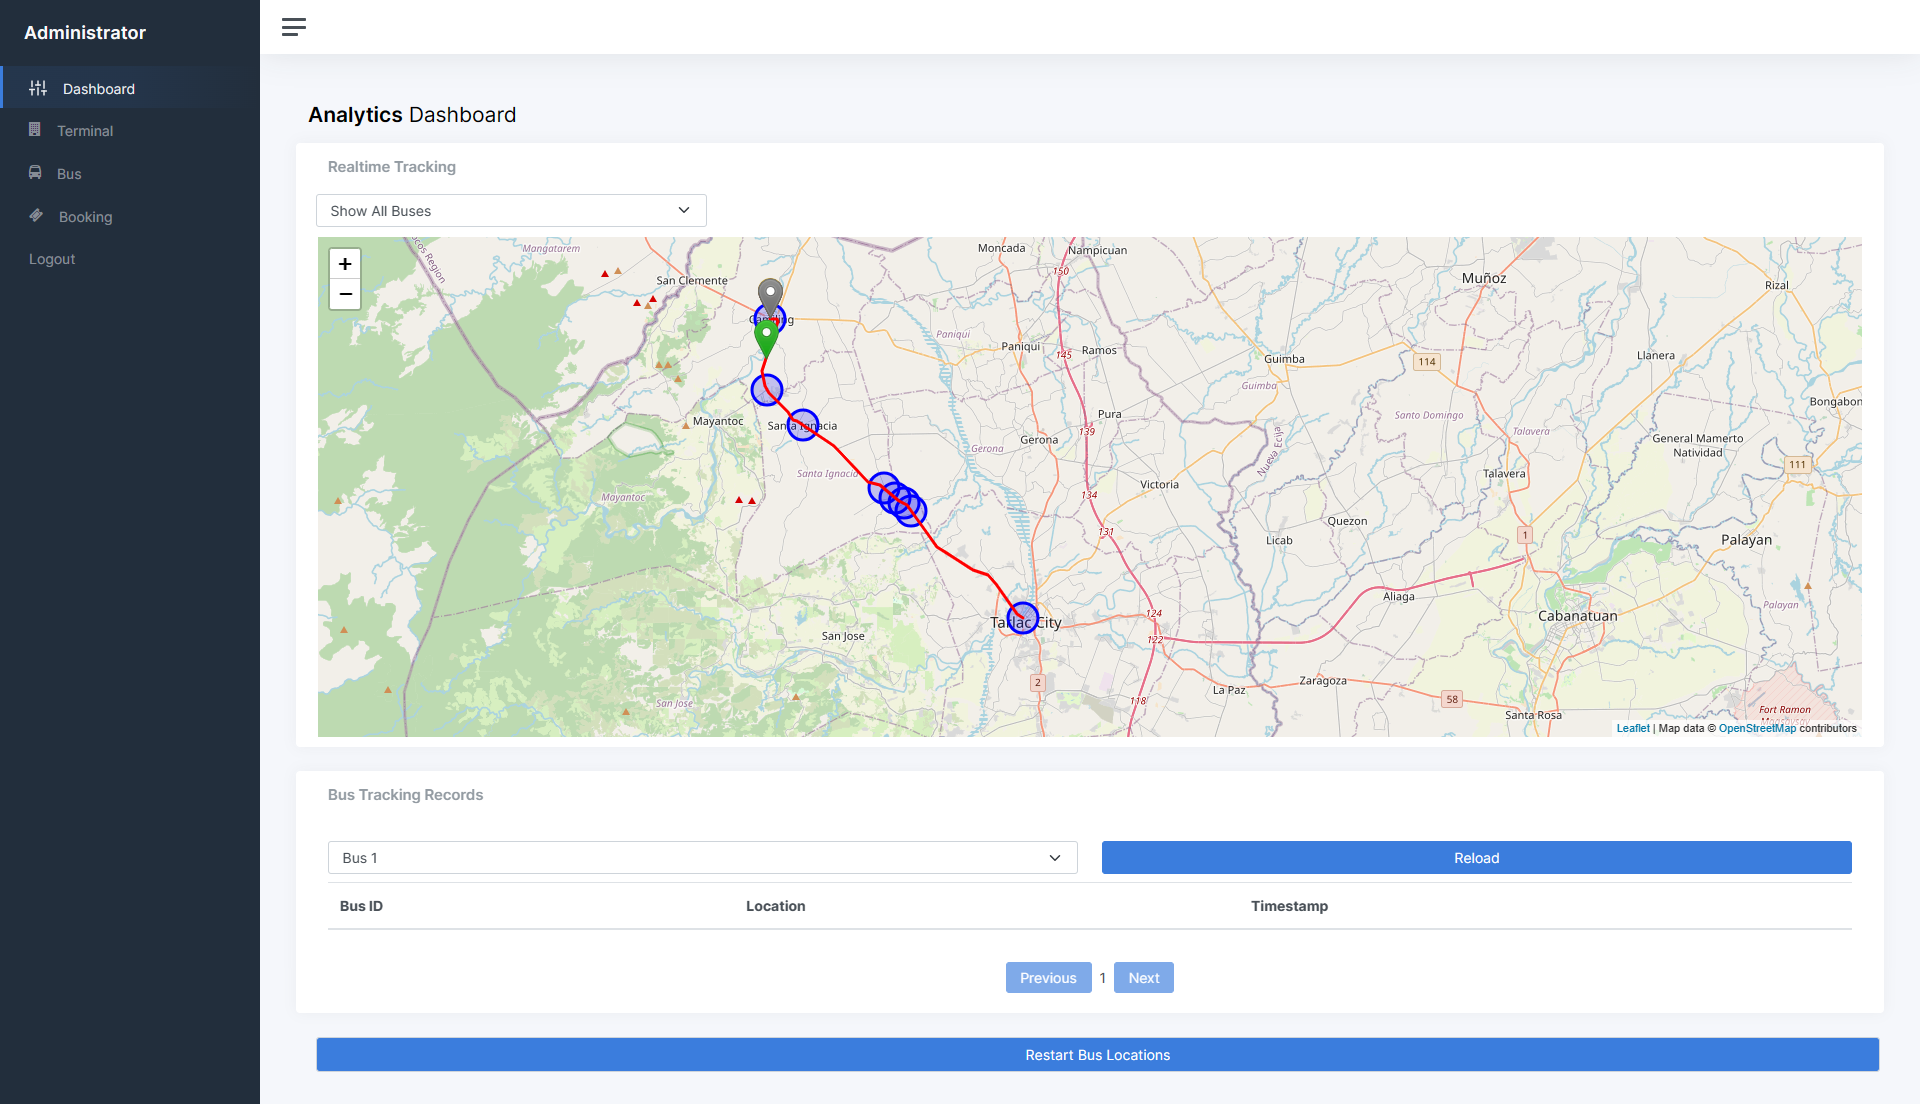 Administrator
Dashboard
Terminal
Bus
Booking
Logout
Analytics Dashboard
Realtime Tracking
Show All Buses
+
−
Mangatarem
San Clemente
Moncada
Nampicuan
150
Muñoz
Rizal
Paniqui
Paniqui
145
Ramos
Guimba
Guimba
114
Llanera
Bongabon
Mayantoc
Santa Ignacia
Pura
139
Gerona
Gerona
Santo Domingo
Talavera
General Mamerto
Natividad
Nueva Ecija
111
Santa Ignacia
Mayantoc
Victoria
134
Talavera
131
Quezon
Licab
1
Palayan
Aliaga
Palayan
Cabanatuan
124
122
Tarlac City
San Jose
2
118
La Paz
Zaragoza
58
Santa Rosa
San Jose
Fort Ramon
Leaflet | Map data © OpenStreetMap contributors
Bus Tracking Records
Bus 1
Reload
Bus ID Location Timestamp
Previous 1 Next
Restart Bus Locations